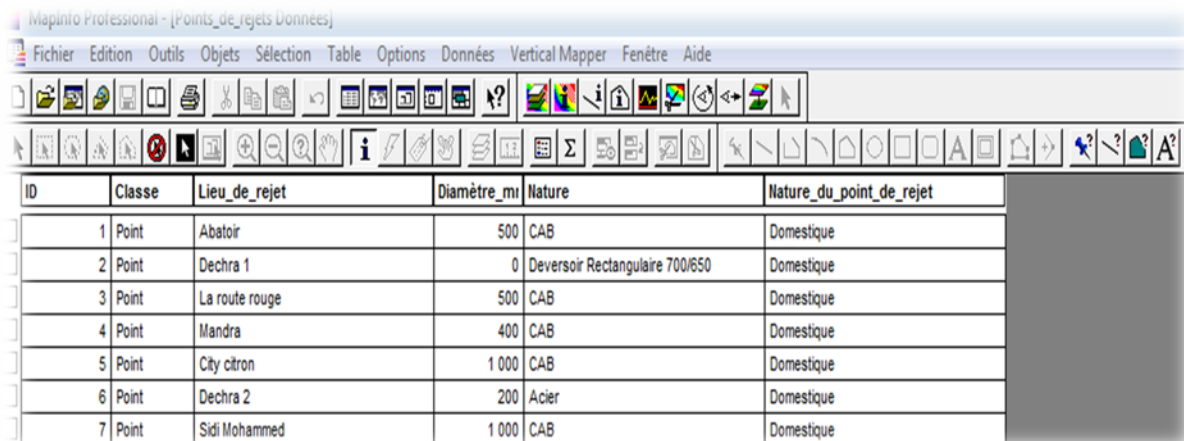 MapInfo Professional - [Points_de_rejets Données]
Fichier Edition Outils Objets Sélection Table Options Données Vertical Mapper Fenêtre Aide
ID Classe Lieu_de_rejet Diamètre_m Nature Nature_du_point_de_rejet
1 Point Abatoir 500 CAB Domestique
2 Point Dechra 1 0 Deversoir Rectangulaire 700/650 Domestique
3 Point La route rouge 500 CAB Domestique
4 Point Mandra 400 CAB Domestique
5 Point City citron 1 000 CAB Domestique
6 Point Dechra 2 200 Acier Domestique
7 Point Sidi Mohammed 1 000 CAB Domestique